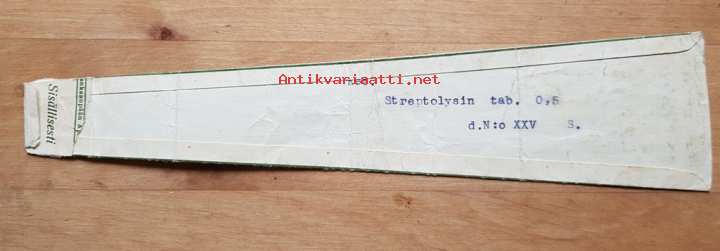 Antikvariaatti.net
Streptolysin tab. 0,5
d.N:o XXV S.
Sisällisesti